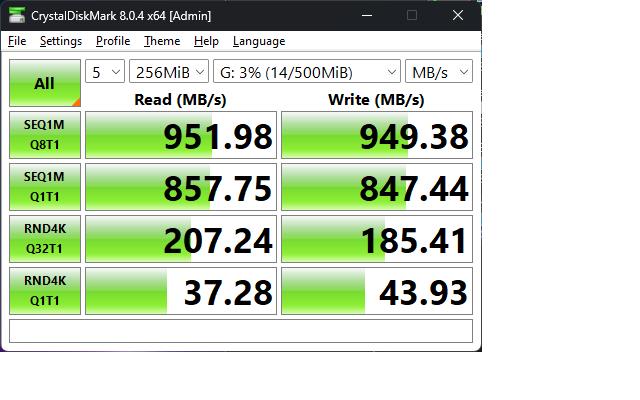 CrystalDiskMark 8.0.4 x64 [Admin]
File Settings Profile Theme Help Language
All 5 256MiB G: 3% (14/500MiB) MB/s
Read (MB/s) Write (MB/s)
SEQ1M
Q8T1 951.98 949.38
SEQ1M
Q1T1 857.75 847.44
RND4K
Q32T1 207.24 185.41
RND4K
Q1T1 37.28 43.93